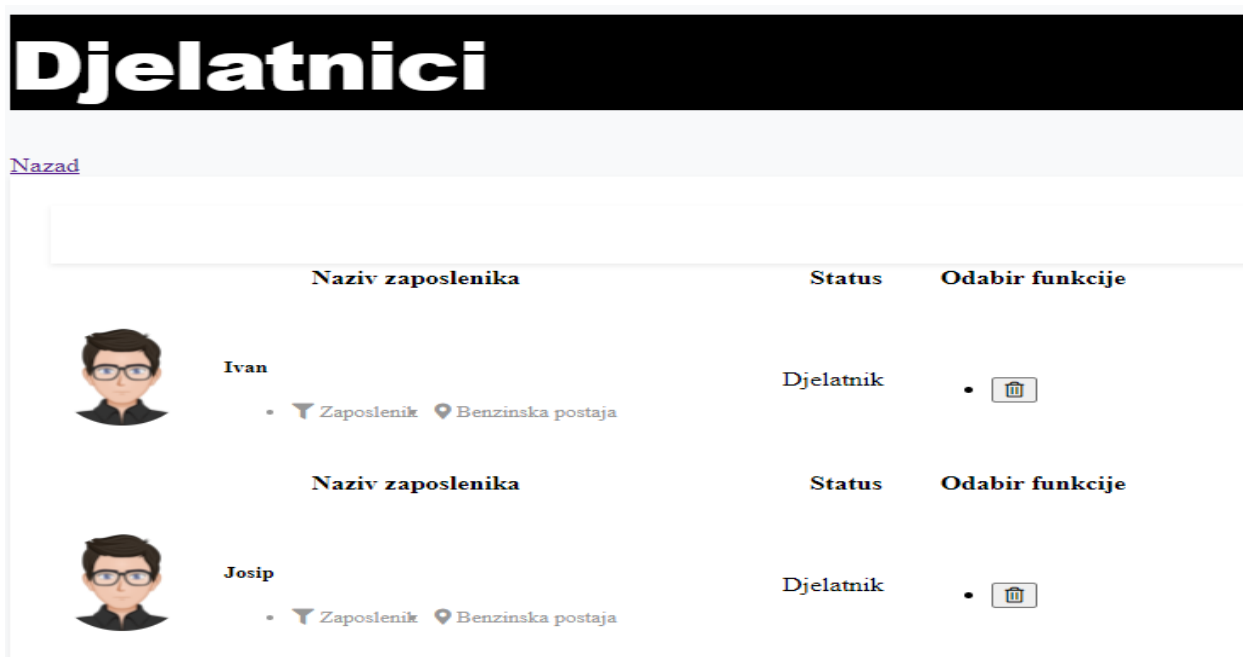 Djelatnici
Nazad
Naziv zaposlenika Status Odabir funkcije
Ivan
Djelatnik
Zaposlenik Benzinska postaja
Naziv zaposlenika Status Odabir funkcije
Josip
Djelatnik
Zaposlenik Benzinska postaja